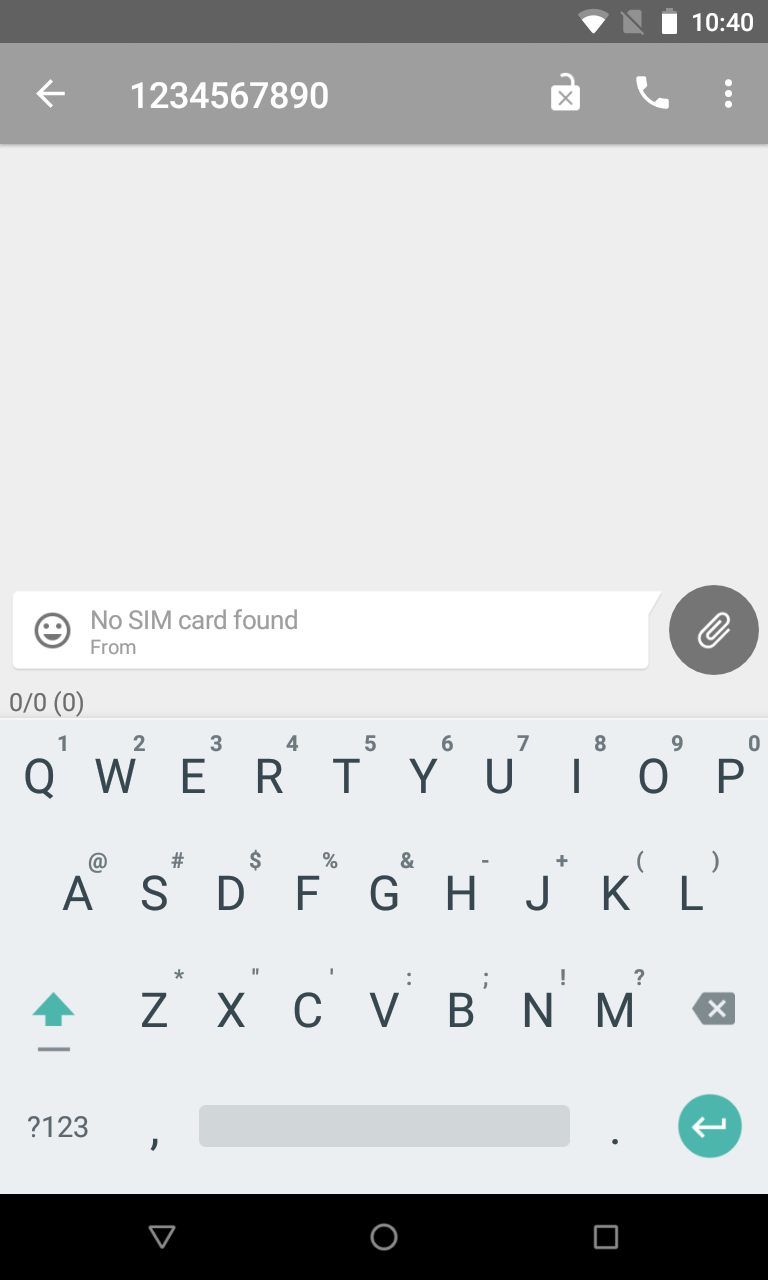 10:40
1234567890
No SIM card found
From
0/0 (0)
1 2 3 4 5 6 7 8 9 0
Q W E R T Y U I O P
@ # $ % & - + ( )
A S D F G H J K L
* " ' : ; ! ?
Z X C V B N M
?123 , .